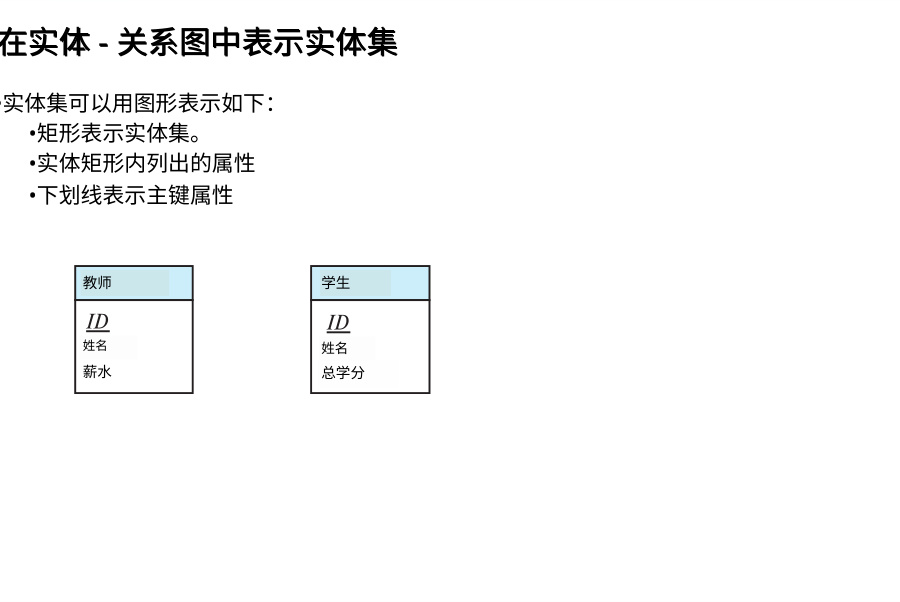 在实体 - 关系图中表示实体集
•实体集可以用图形表示如下：
•矩形表示实体集。
•实体矩形内列出的属性
•下划线表示主键属性
教师
ID
姓名
薪水
学生
ID
姓名
总学分